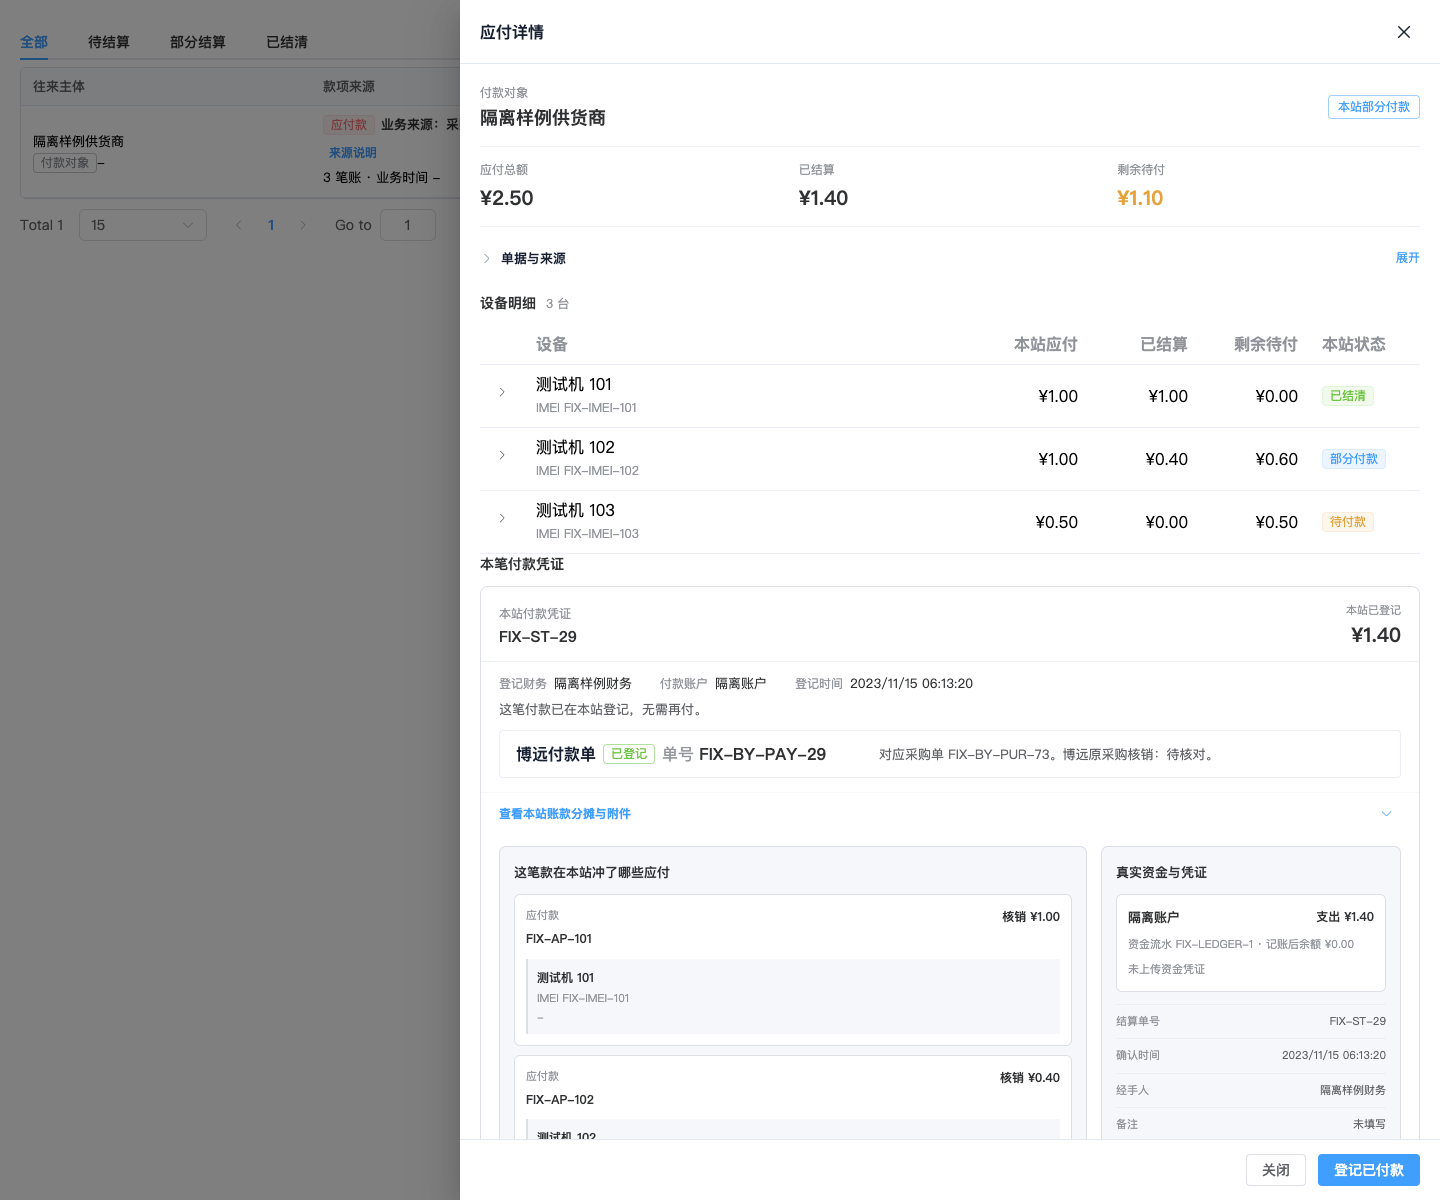 全部 待结算 部分结算 已结清
往来主体 款项来源
隔离样例供货商
付款对象 –
应付款 业务来源：采
来源说明
3 笔账 · 业务时间 –
Total 1 15 1 Go to 1
应付详情
付款对象
隔离样例供货商
本站部分付款
应付总额 已结算 剩余待付
¥2.50 ¥1.40 ¥1.10
单据与来源 展开
设备明细 3 台
设备 本站应付 已结算 剩余待付 本站状态
测试机 101 ¥1.00 ¥1.00 ¥0.00 已结清
IMEI FIX-IMEI-101
测试机 102 ¥1.00 ¥0.40 ¥0.60 部分付款
IMEI FIX-IMEI-102
测试机 103 ¥0.50 ¥0.00 ¥0.50 待付款
IMEI FIX-IMEI-103
本笔付款凭证
本站付款凭证 本站已登记
FIX-ST-29 ¥1.40
登记财务 隔离样例财务 付款账户 隔离账户 登记时间 2023/11/15 06:13:20
这笔付款已在本站登记，无需再付。
博远付款单 已登记 单号 FIX-BY-PAY-29 对应采购单 FIX-BY-PUR-73。博远原采购核销：待核对。
查看本站账款分摊与附件
这笔款在本站冲了哪些应付
应付款 核销 ¥1.00
FIX-AP-101
测试机 101
IMEI FIX-IMEI-101
–
应付款 核销 ¥0.40
FIX-AP-102
测试机 102
真实资金与凭证
隔离账户 支出 ¥1.40
资金流水 FIX-LEDGER-1 · 记账后余额 ¥0.00
未上传资金凭证
结算单号 FIX-ST-29
确认时间 2023/11/15 06:13:20
经手人 隔离样例财务
备注 未填写
关闭 登记已付款